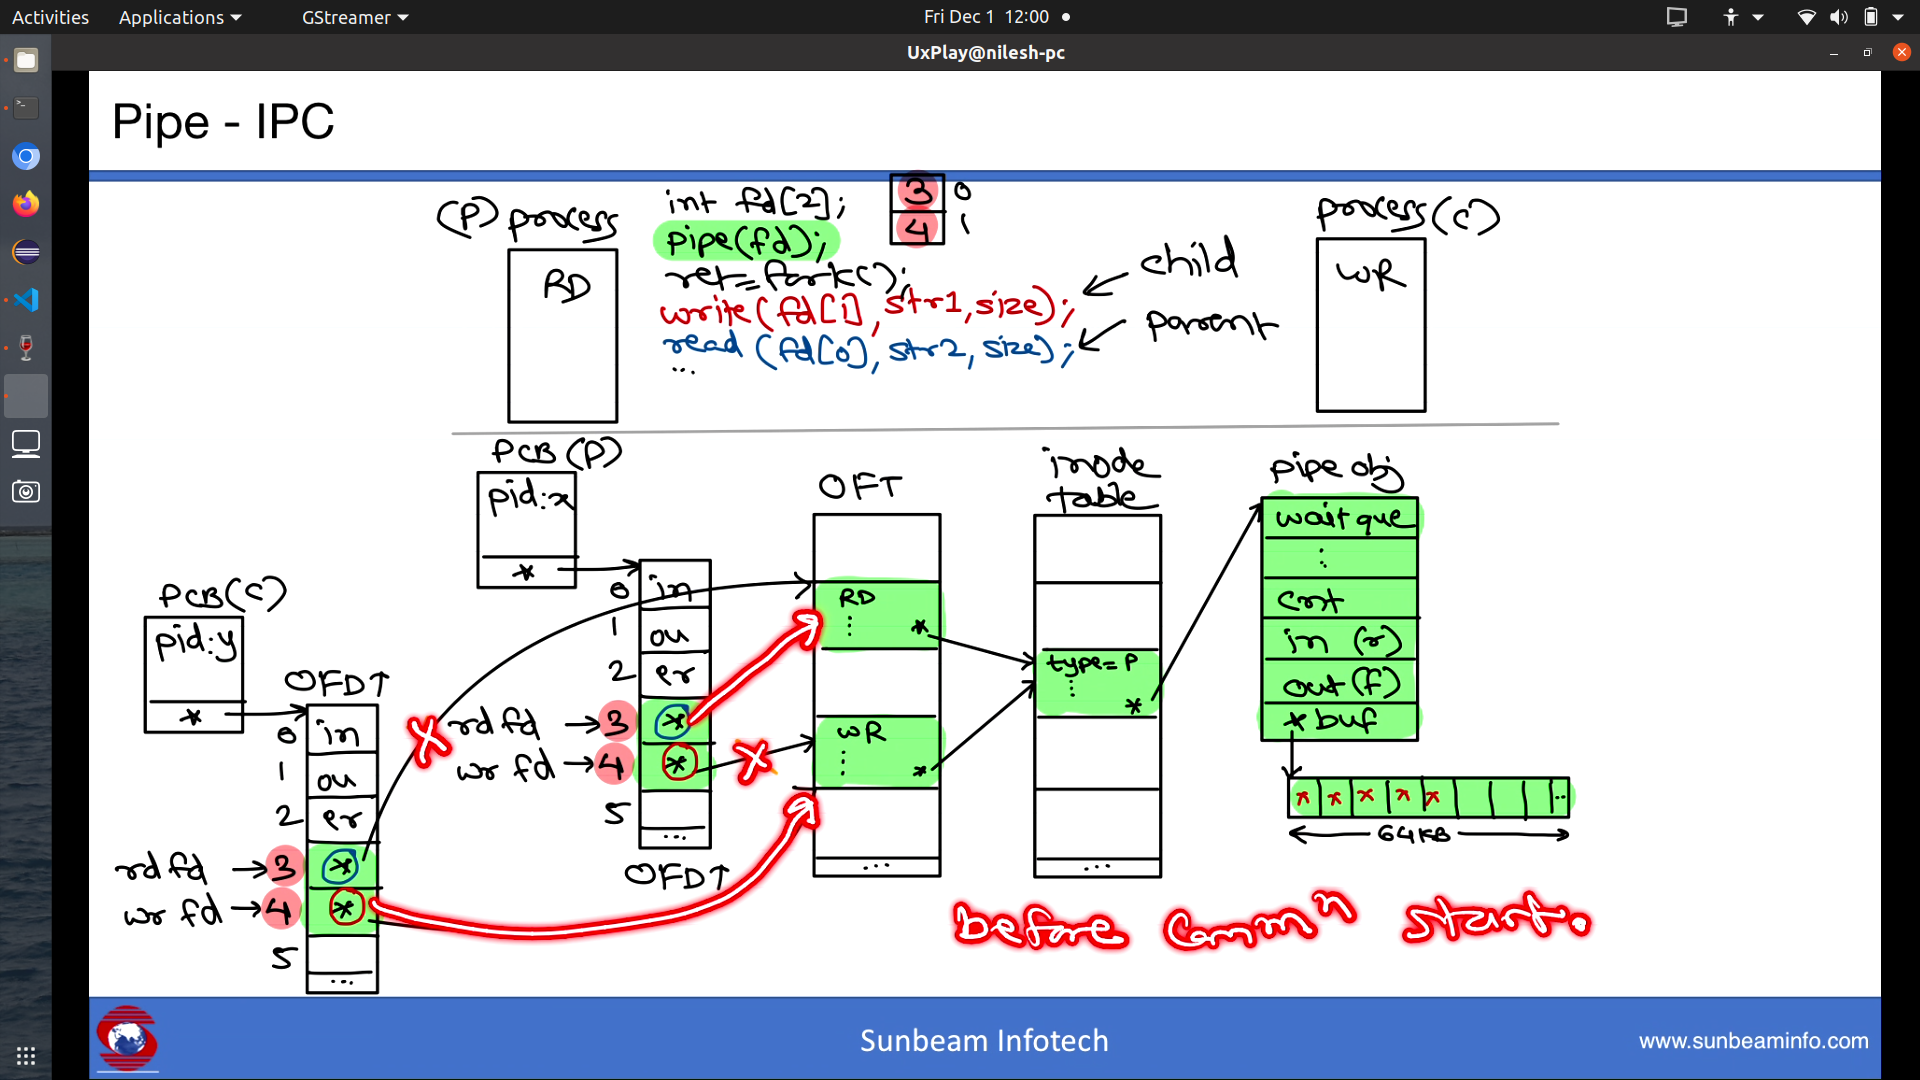 Activities Applications GStreamer Fri Dec 1 12:00
UxPlay@nilesh-pc
Pipe - IPC
(P) process
RD
int fd[2];
pipe(fd);
ret=fork();
write(fd[1], str1, size);
read (fd[0], str2, size);
...
3 0
4 1
child
parent
process(C)
WR
PCB (P)
pid:x
*
0 in
1 ou
2 er
rd fd 3 *
wr fd 4 *
5
...
OFDT
PCB(C)
pid:y
*
OFDT
0 in
1 ou
2 er
rd fd 3 *
wr fd 4 *
5
...
OFT
RD
*
WR
*
...
inode
table
type=P
*
...
pipe obj
wait que
cnt
in (r)
out (f)
*buf
x x x x x ..
64KB
Before Commⁿ start.
Sunbeam Infotech
www.sunbeaminfo.com